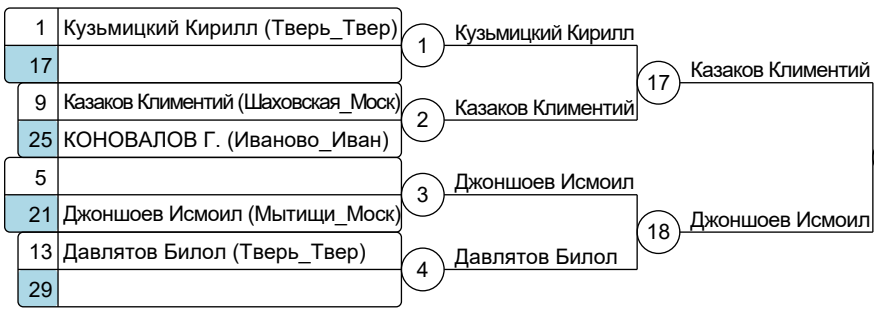 1 Кузьмицкий Кирилл (Тверь_Твер)
17
9 Казаков Климентий (Шаховская_Моск)
25 КОНОВАЛОВ Г. (Иваново_Иван)
5
21 Джоншоев Исмоил (Мытищи_Моск)
13 Давлятов Билол (Тверь_Твер)
29
1 Кузьмицкий Кирилл
2 Казаков Климентий
3 Джоншоев Исмоил
4 Давлятов Билол
17 Казаков Климентий
18 Джоншоев Исмоил